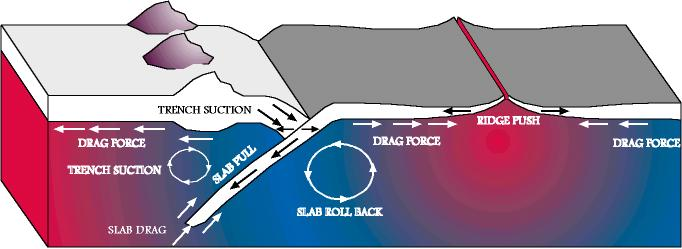 TRENCH SUCTION
RIDGE PUSH
DRAG FORCE
DRAG FORCE
DRAG FORCE
SLAB PULL
TRENCH SUCTION
SLAB ROLL BACK
SLAB DRAG